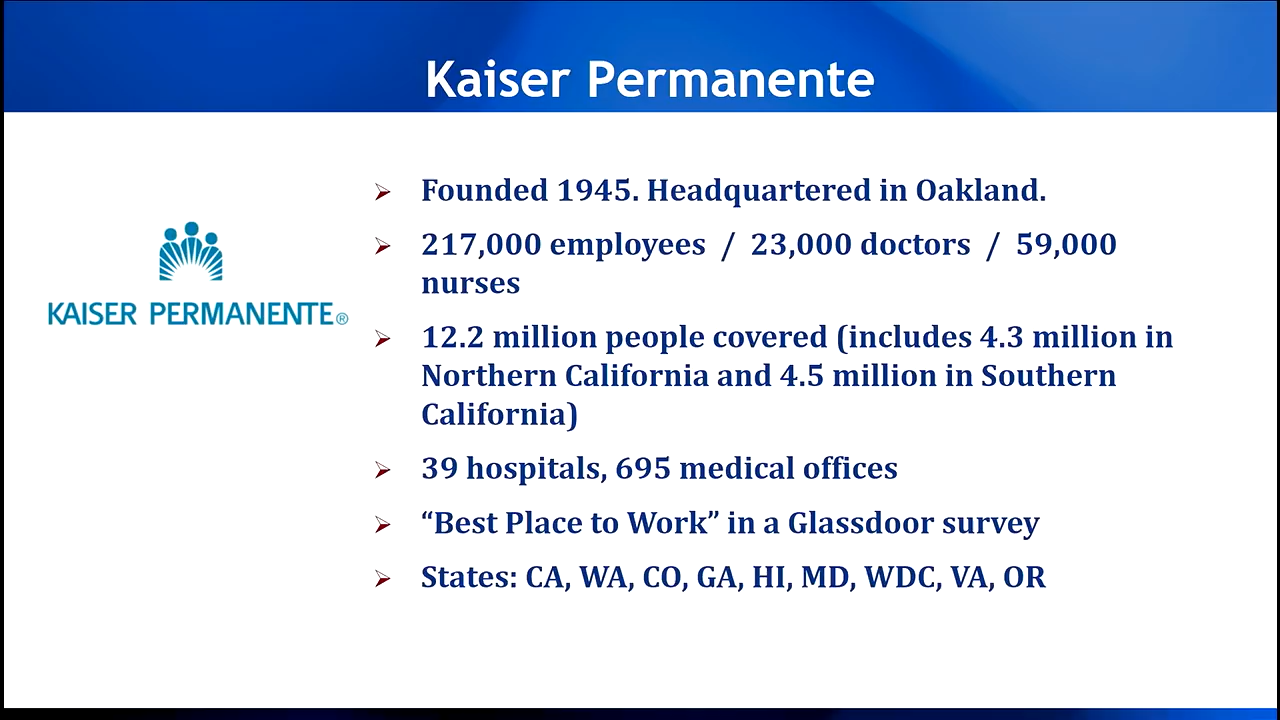 Kaiser Permanente
KAISER PERMANENTE®
Founded 1945. Headquartered in Oakland.
217,000 employees / 23,000 doctors / 59,000
nurses
12.2 million people covered (includes 4.3 million in
Northern California and 4.5 million in Southern
California)
39 hospitals, 695 medical offices
“Best Place to Work” in a Glassdoor survey
States: CA, WA, CO, GA, HI, MD, WDC, VA, OR